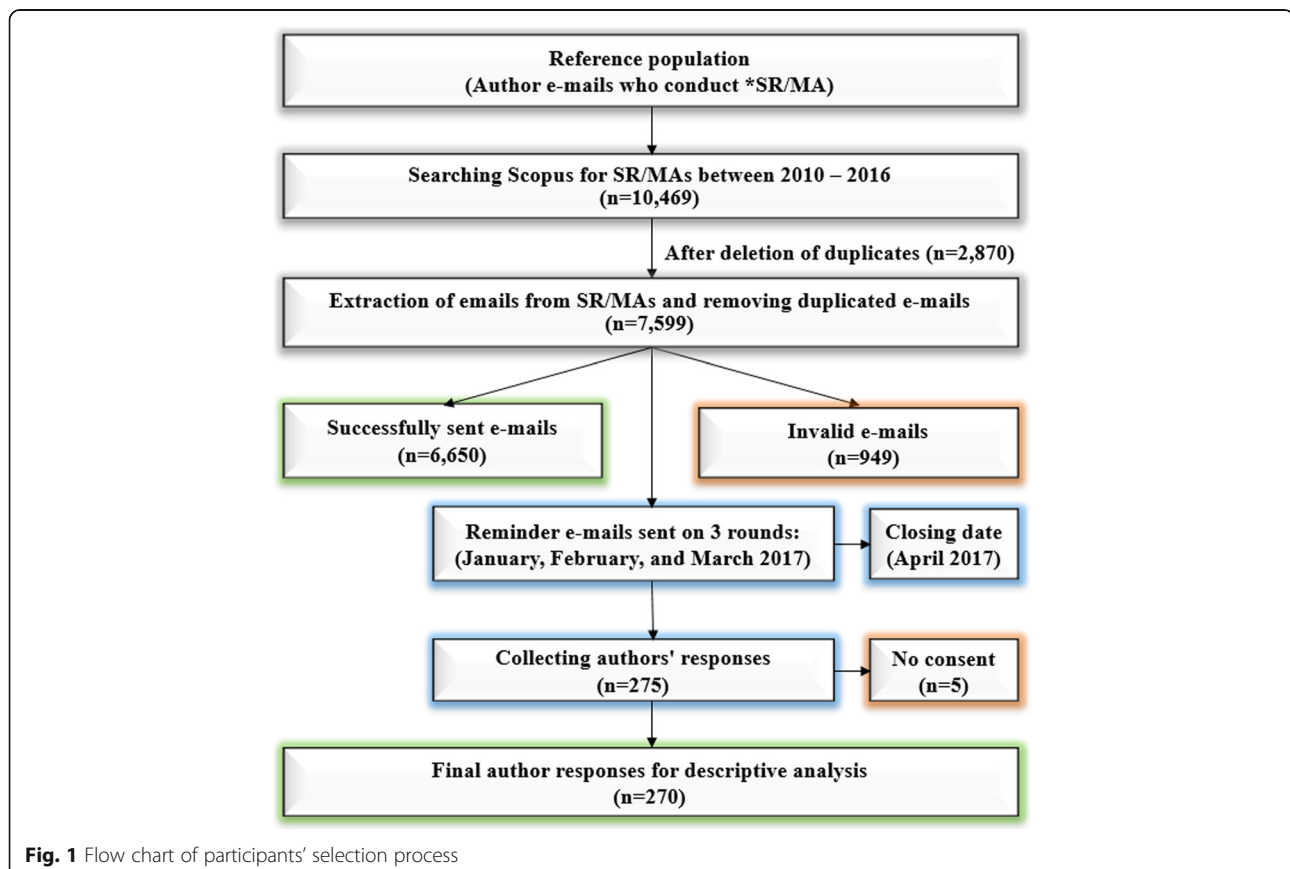 Reference population
(Author e-mails who conduct *SR/MA)
Searching Scopus for SR/MAs between 2010 – 2016
(n=10,469)
After deletion of duplicates (n=2,870)
Extraction of emails from SR/MAs and removing duplicated e-mails
(n=7,599)
Successfully sent e-mails
(n=6,650)
Invalid e-mails
(n=949)
Reminder e-mails sent on 3 rounds:
(January, February, and March 2017)
Closing date
(April 2017)
Collecting authors' responses
(n=275)
No consent
(n=5)
Final author responses for descriptive analysis
(n=270)
Fig. 1 Flow chart of participants’ selection process